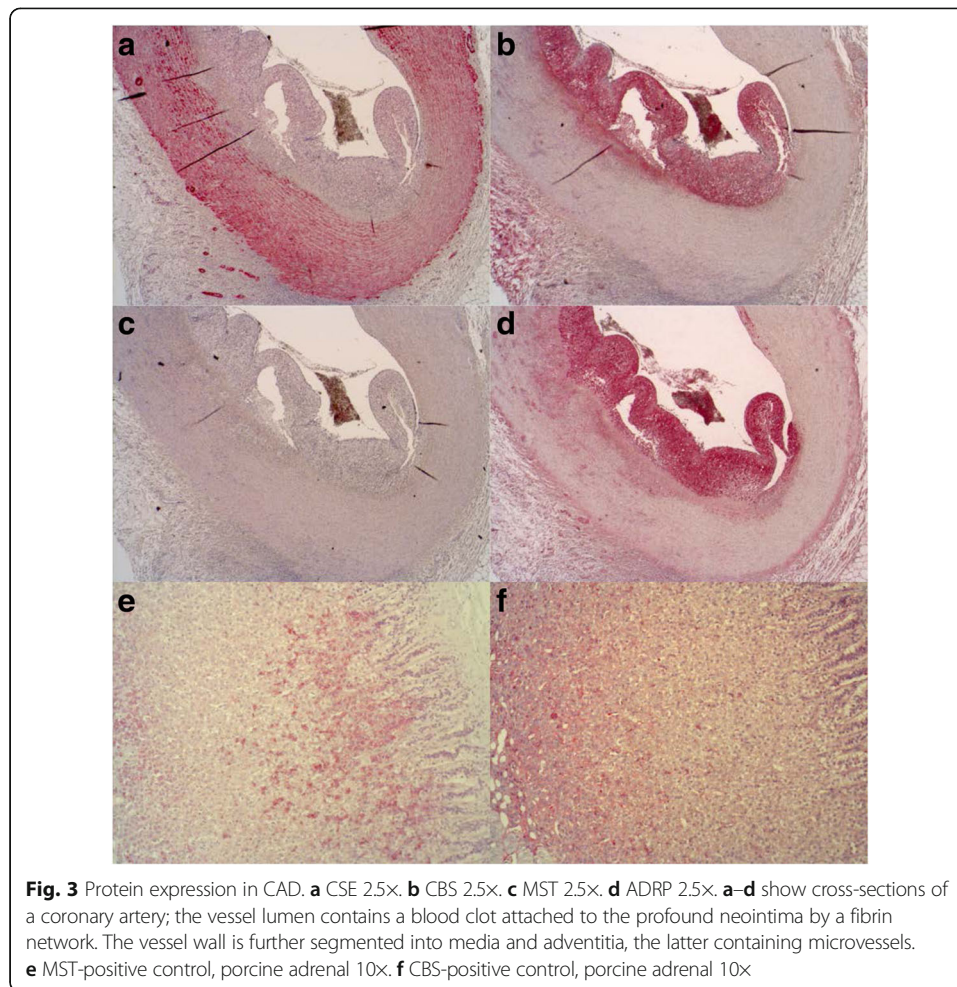 a
b
c
d
e
f
Fig. 3 Protein expression in CAD. a CSE 2.5×. b CBS 2.5×. c MST 2.5×. d ADRP 2.5×. a–d show cross-sections of
a coronary artery; the vessel lumen contains a blood clot attached to the profound neointima by a fibrin
network. The vessel wall is further segmented into media and adventitia, the latter containing microvessels.
e MST-positive control, porcine adrenal 10×. f CBS-positive control, porcine adrenal 10×